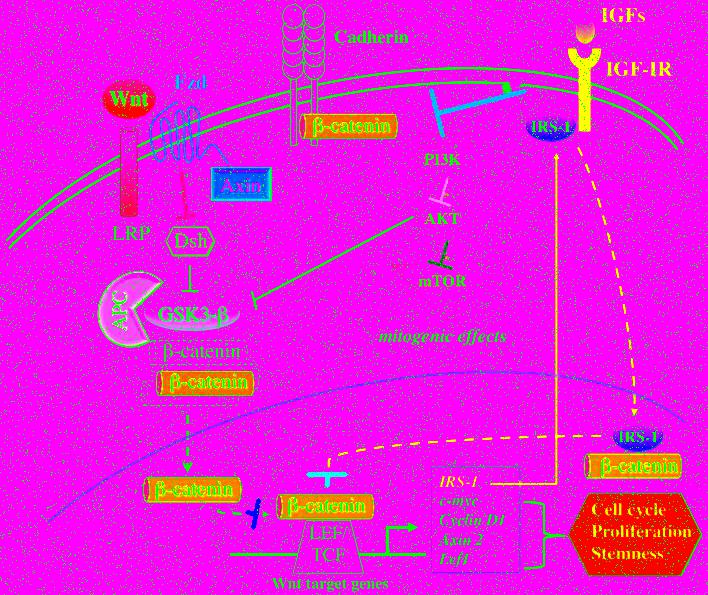 IGFs
Cadherin
IGF-IR
Fzd
Wnt
β-catenin
IRS-1
PI3K
Axin
AKT
LRP
Dsh
mTOR
APC
GSK3-β
mitogenic effects
β-catenin
β-catenin
IRS-1
β-catenin
β-catenin
IRS-1
β-catenin
c-myc
Cyclin D1
Axin 2
Lef1
Cell cycle
Proliferation
Stemness
LEF/
TCF
Wnt target genes